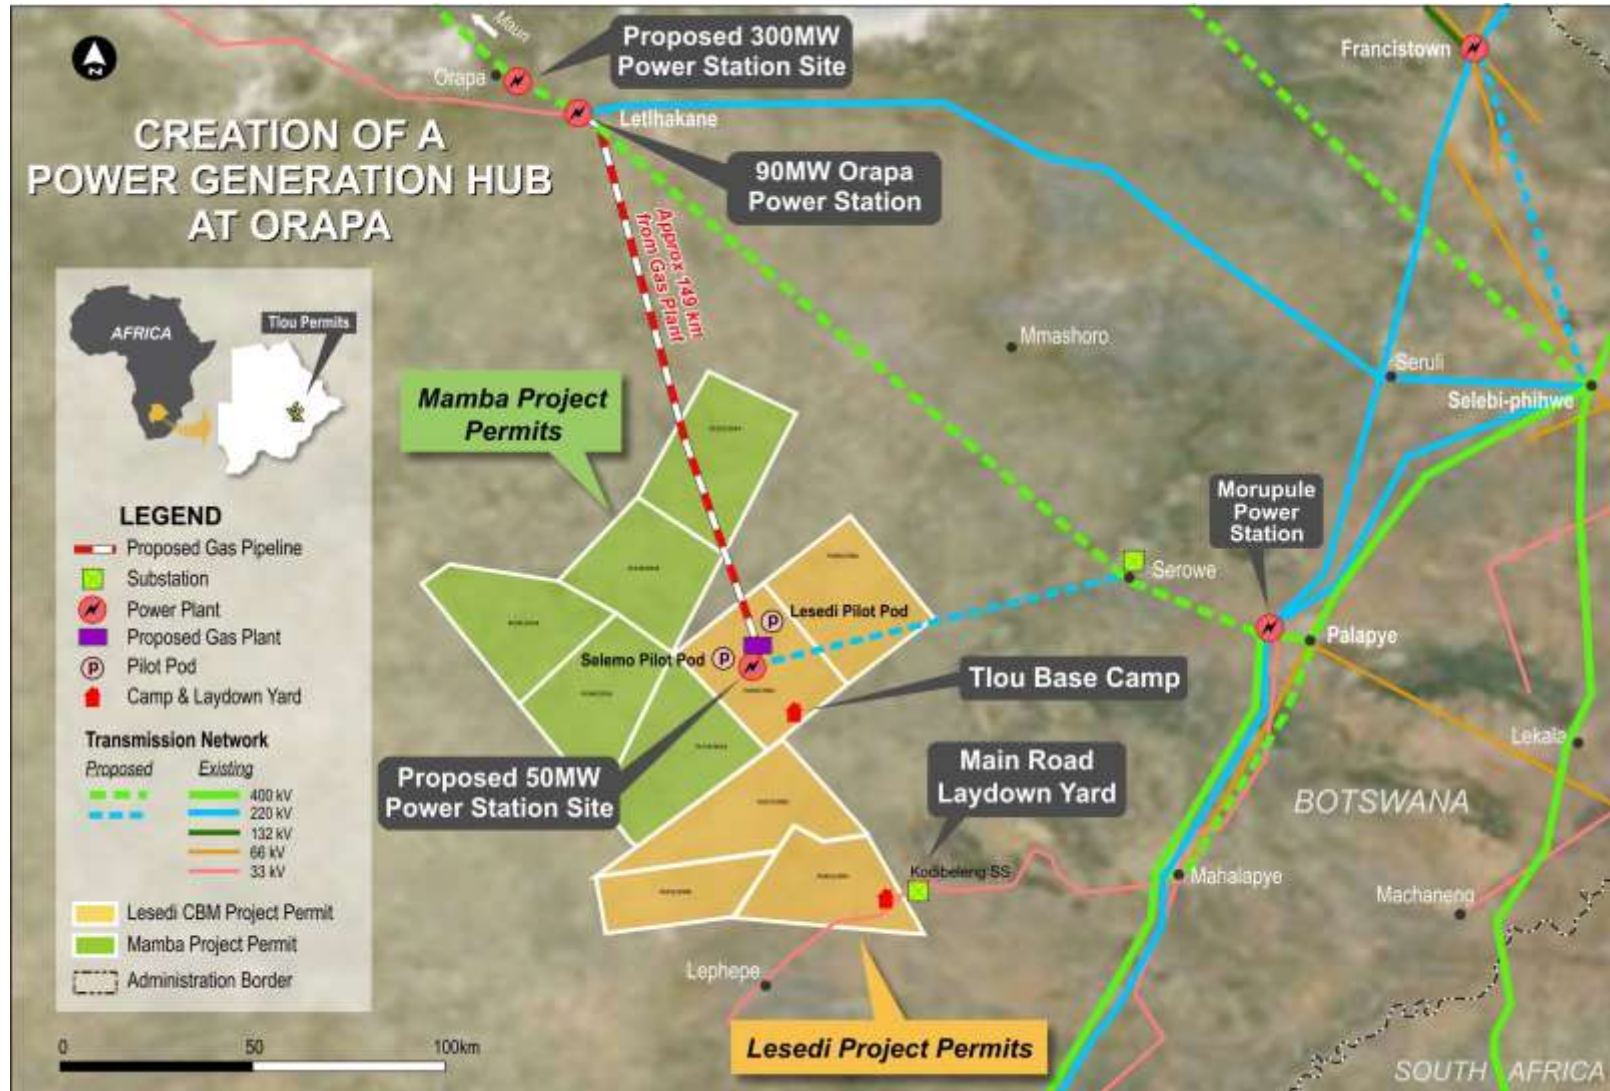 Maun
Proposed 300MW
Power Station Site
Francistown
Orapa
Letlhakane
CREATION OF A
POWER GENERATION HUB
AT ORAPA
90MW Orapa
Power Station
Approx 149 km
from Gas Plant
AFRICA
Tlou Permits
Mmashoro
Seruli
Selebi-phihwe
Mamba Project
Permits
Morupule
Power
Station
LEGEND
Proposed Gas Pipeline
Substation
Power Plant
Proposed Gas Plant
P Pilot Pod
Camp & Laydown Yard
Transmission Network
Proposed Existing
400 kV
220 kV
132 kV
66 kV
33 kV
Lesedi CBM Project Permit
Mamba Project Permit
Administration Border
0 50 100km
Serowe
Palapye
P Lesedi Pilot Pod
Selemo Pilot Pod P
Tlou Base Camp
Proposed 50MW
Power Station Site
Main Road
Laydown Yard
Lekala
BOTSWANA
Kodibeleng SS
Mahalapye
Machaneng
Lephepe
Lesedi Project Permits
SOUTH AFRICA
N